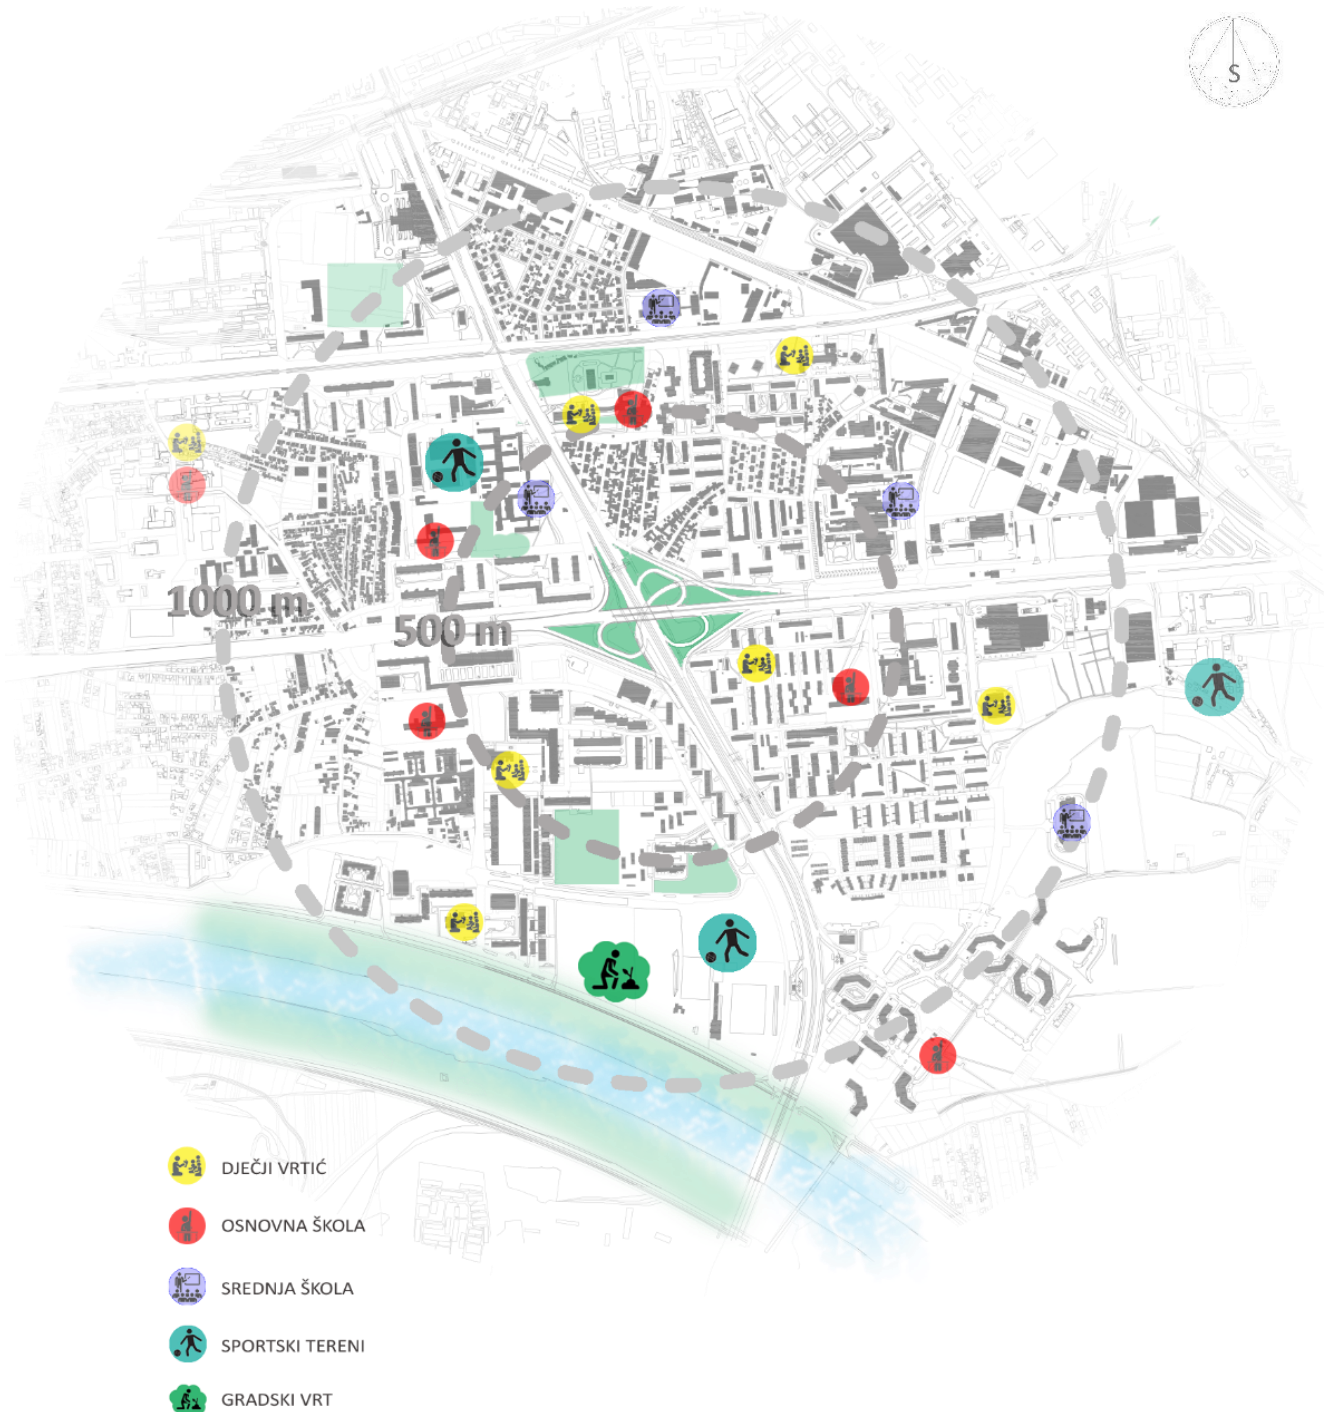 S
1000 m
500 m
DJEČJI VRTIĆ
OSNOVNA ŠKOLA
SREDNJA ŠKOLA
SPORTSKI TERENI
GRADSKI VRT